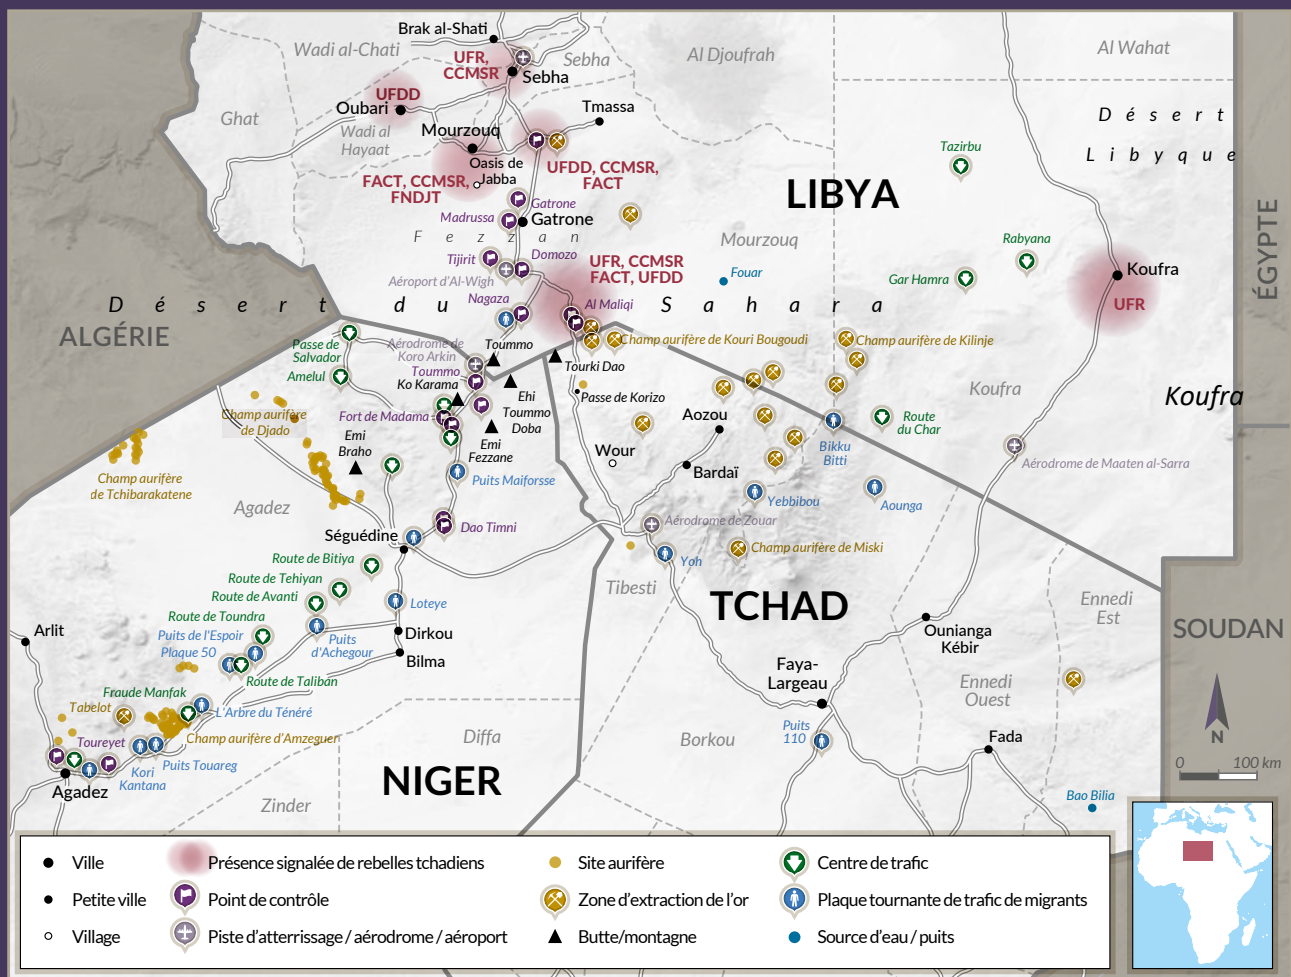 Brak al-Shati
Wadi al-Chati
UFR,
CCMSR
Sebha
Sebha
Al Djoufrah
Al Wahat
UFDD
Oubari
Tmassa
Ghat
Wadi al
Hayaat
Mourzouq
Oasis de
Jabba
FACT, CCMSR,
FNDJT
UFDD, CCMSR,
FACT
Désert
Libyque
Tazirbu
LIBYA
ÉGYPTE
Gatrone
Madrussa
Gatrone
Fezzan
Mourzouq
Rabyana
Tijirit
Domozo
UFR, CCMSR
FACT, UFDD
Fouar
Gar Hamra
Koufra
UFR
Aéroport d'Al-Wigh
Nagaza
Al Maliqi
Désert du Sahara
ALGÉRIE
Passe de
Salvador
Aérodrome de
Koro Arkin
Toummo
Champ aurifère de Kouri Bougoudi
Champ aurifère de Kilinje
Amelul
Toummo
Ko Karama
Tourki Dao
Ehi
Toummo
Doba
Passe de Korizo
Koufra
Koufra
Champ aurifère
de Djado
Fort de Madama
Aozou
Route
du Char
Emi
Braho
Emi
Fezzane
Wour
Bikku
Bitti
Aérodrome de Maaten al-Sarra
Champ aurifère
de Tchibarakatene
Puits Maiforsse
Bardaï
Yebbibou
Aounga
Agadez
Dao Timni
Aérodrome de Zouar
Séguédine
Champ aurifère de Miski
Route de Bitiya
Yoh
Route de Tehiyan
Route de Avanti
Loteye
Tibesti
TCHAD
Ennedi
Est
Route de Toundra
Puits de l'Espoir
Plaque 50
Puits
d'Achegour
Dirkou
Bilma
Arlit
Ounianga
Kébir
SOUDAN
Route de Taliban
Faya-
Largeau
Ennedi
Ouest
Fraude Manfak
Tabelot
L'Arbre du Ténéré
Champ aurifère d'Amzeguer
Toureyet
Puits Touareg
Kori
Kantana
Agadez
Diffa
Borkou
Puits
110
Fada
N
0
100 km
NIGER
Zinder
Bao Bilia
Ville
Présence signalée de rebelles tchadiens
Site aurifère
Centre de trafic
Petite ville
Point de contrôle
Zone d'extraction de l'or
Plaque tournante de trafic de migrants
Village
Piste d'atterrissage / aérodrome / aéroport
Butte/montagne
Source d'eau / puits